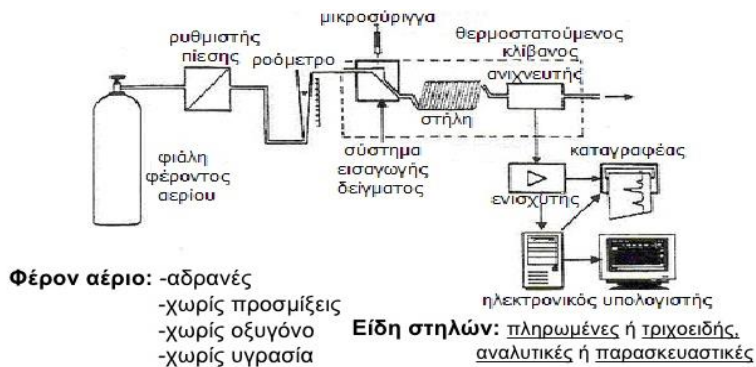 μικροσύριγγα
ρυθμιστής
πίεσης
ροόμετρο
θερμοστατούμενος
κλίβανος
ανιχνευτής
στήλη
φιάλη
φέροντος
αερίου
σύστημα
εισαγωγής
δείγματος
καταγραφέας
ενισχυτής
ηλεκτρονικός υπολογιστής
Φέρον αέριο: -αδρανές
-χωρίς προσμίξεις
-χωρίς οξυγόνο
-χωρίς υγρασία
Είδη στηλών: πληρωμένες ή τριχοειδής,
αναλυτικές ή παρασκευαστικές